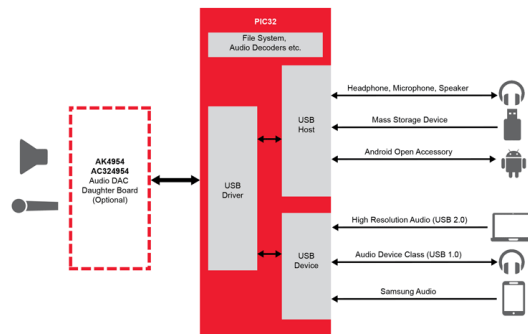 PIC32
File System,
Audio Decoders etc.
AK4954
AC324954
Audio DAC
Daughter Board
(Optional)
USB
Driver
USB
Host
USB
Device
Headphone, Microphone, Speaker
Mass Storage Device
Android Open Accessory
High Resolution Audio (USB 2.0)
Audio Device Class (USB 1.0)
Samsung Audio